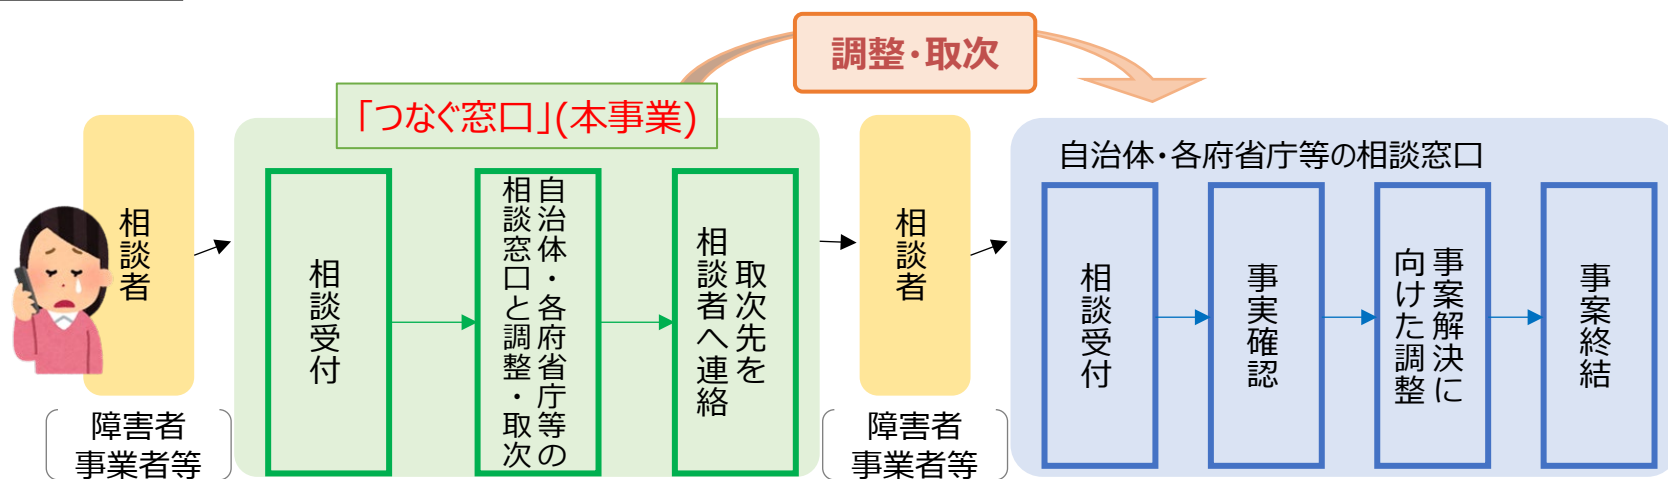 調整・取次
「つなぐ窓口」(本事業)
相談者
障害者
事業者等
相談受付
自治体・各府省庁等の
相談窓口と調整・取次
取次先を
相談者へ連絡
相談者
障害者
事業者等
自治体・各府省庁等の相談窓口
相談受付
事実確認
事案解決に
向けた調整
事案終結